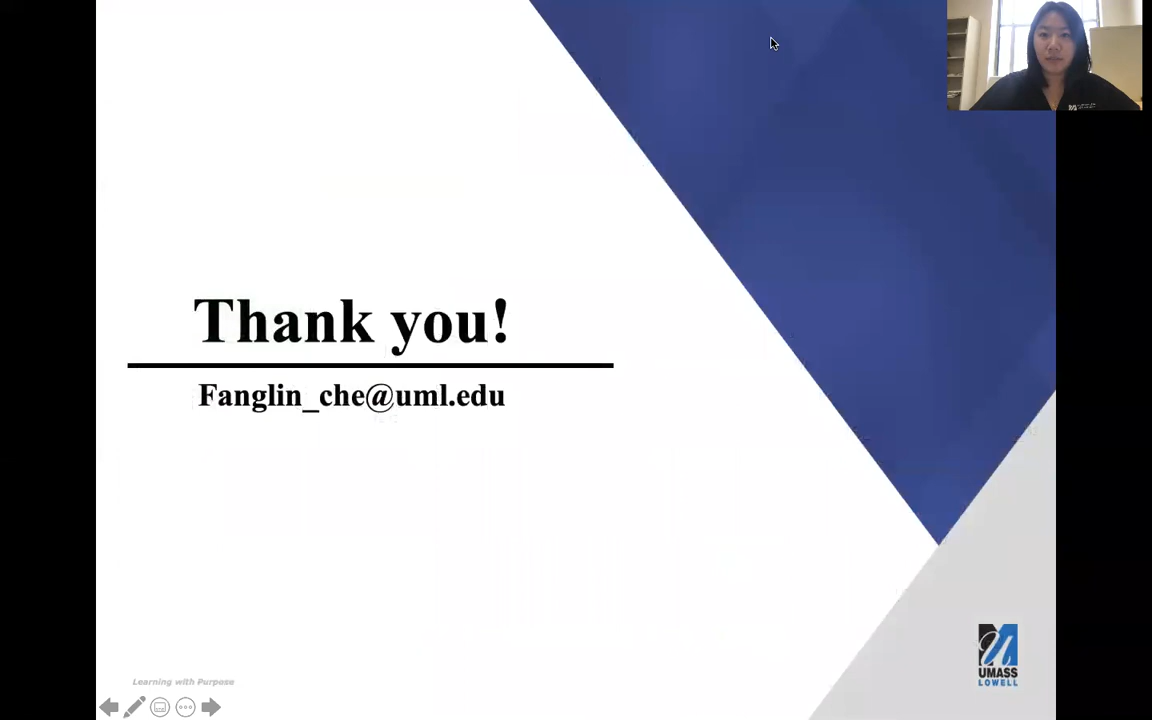 Thank you!
Fanglin_che@uml.edu
Learning with Purpose
UMASS
LOWELL